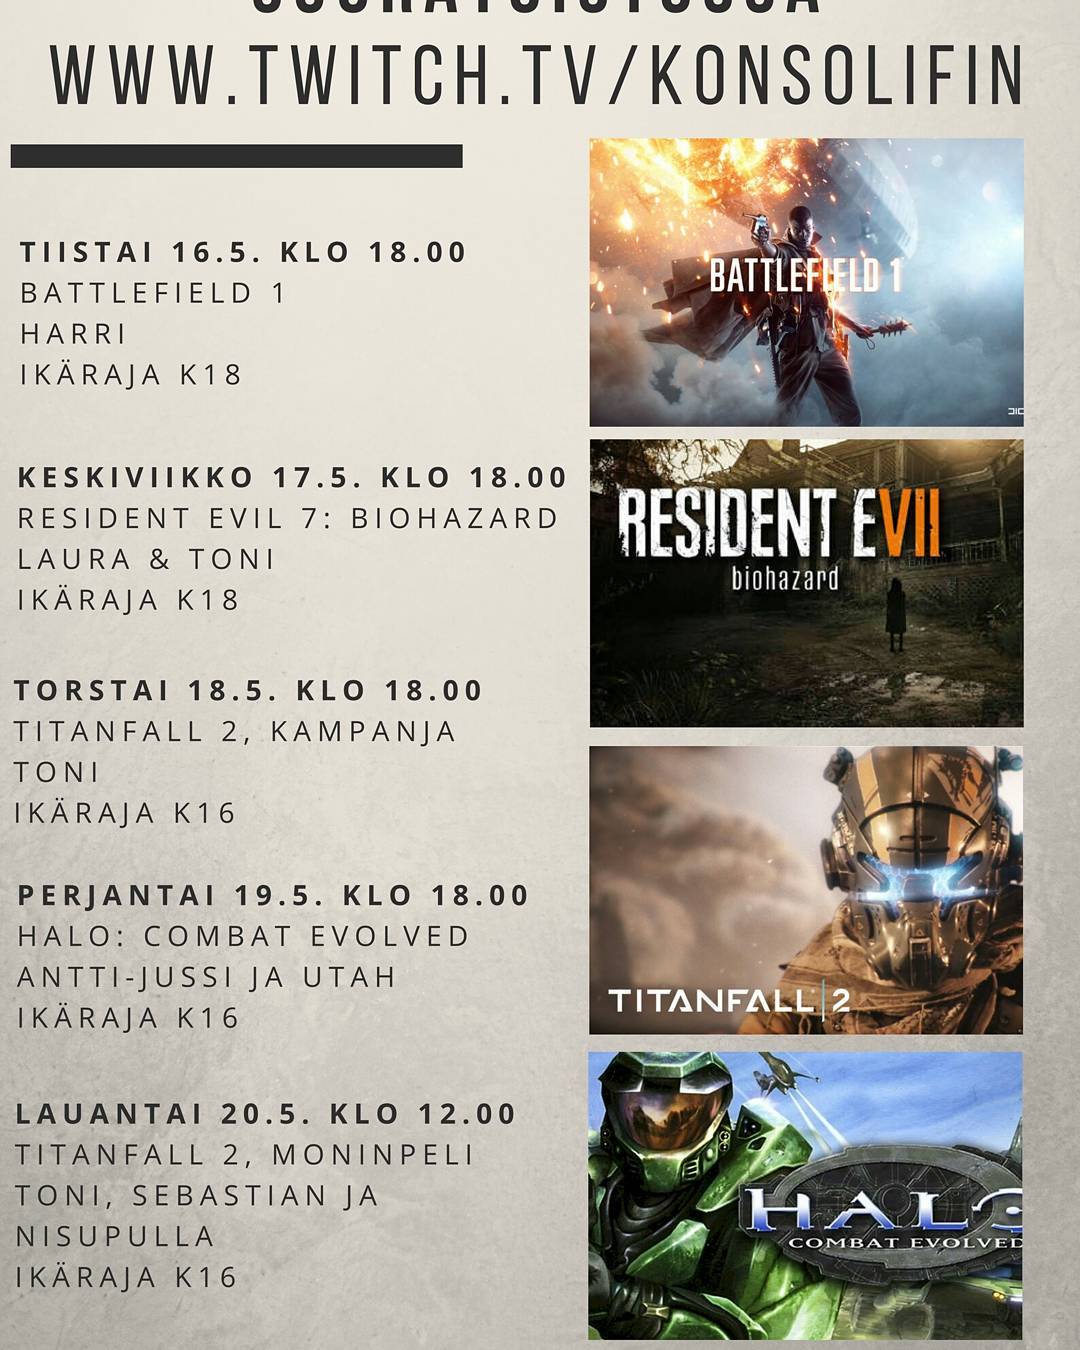 WWW.TWITCH.TV/KONSOLIFIN
TIISTAI 16.5. KLO 18.00
BATTLEFIELD 1
HARRI
IKÄRAJA K18
BATTLEFIELD 1
KESKIVIIKKO 17.5. KLO 18.00
RESIDENT EVIL 7: BIOHAZARD
LAURA & TONI
IKÄRAJA K18
RESIDENT EVII
biohazard
TORSTAI 18.5. KLO 18.00
TITANFALL 2, KAMPANJA
TONI
IKÄRAJA K16
TITANFALL 2
PERJANTAI 19.5. KLO 18.00
HALO: COMBAT EVOLVED
ANTTI-JUSSI JA UTAH
IKÄRAJA K16
LAUANTAI 20.5. KLO 12.00
TITANFALL 2, MONINPELI
TONI, SEBASTIAN JA
NISUPULLA
IKÄRAJA K16
HALO
COMBAT EVOLVED